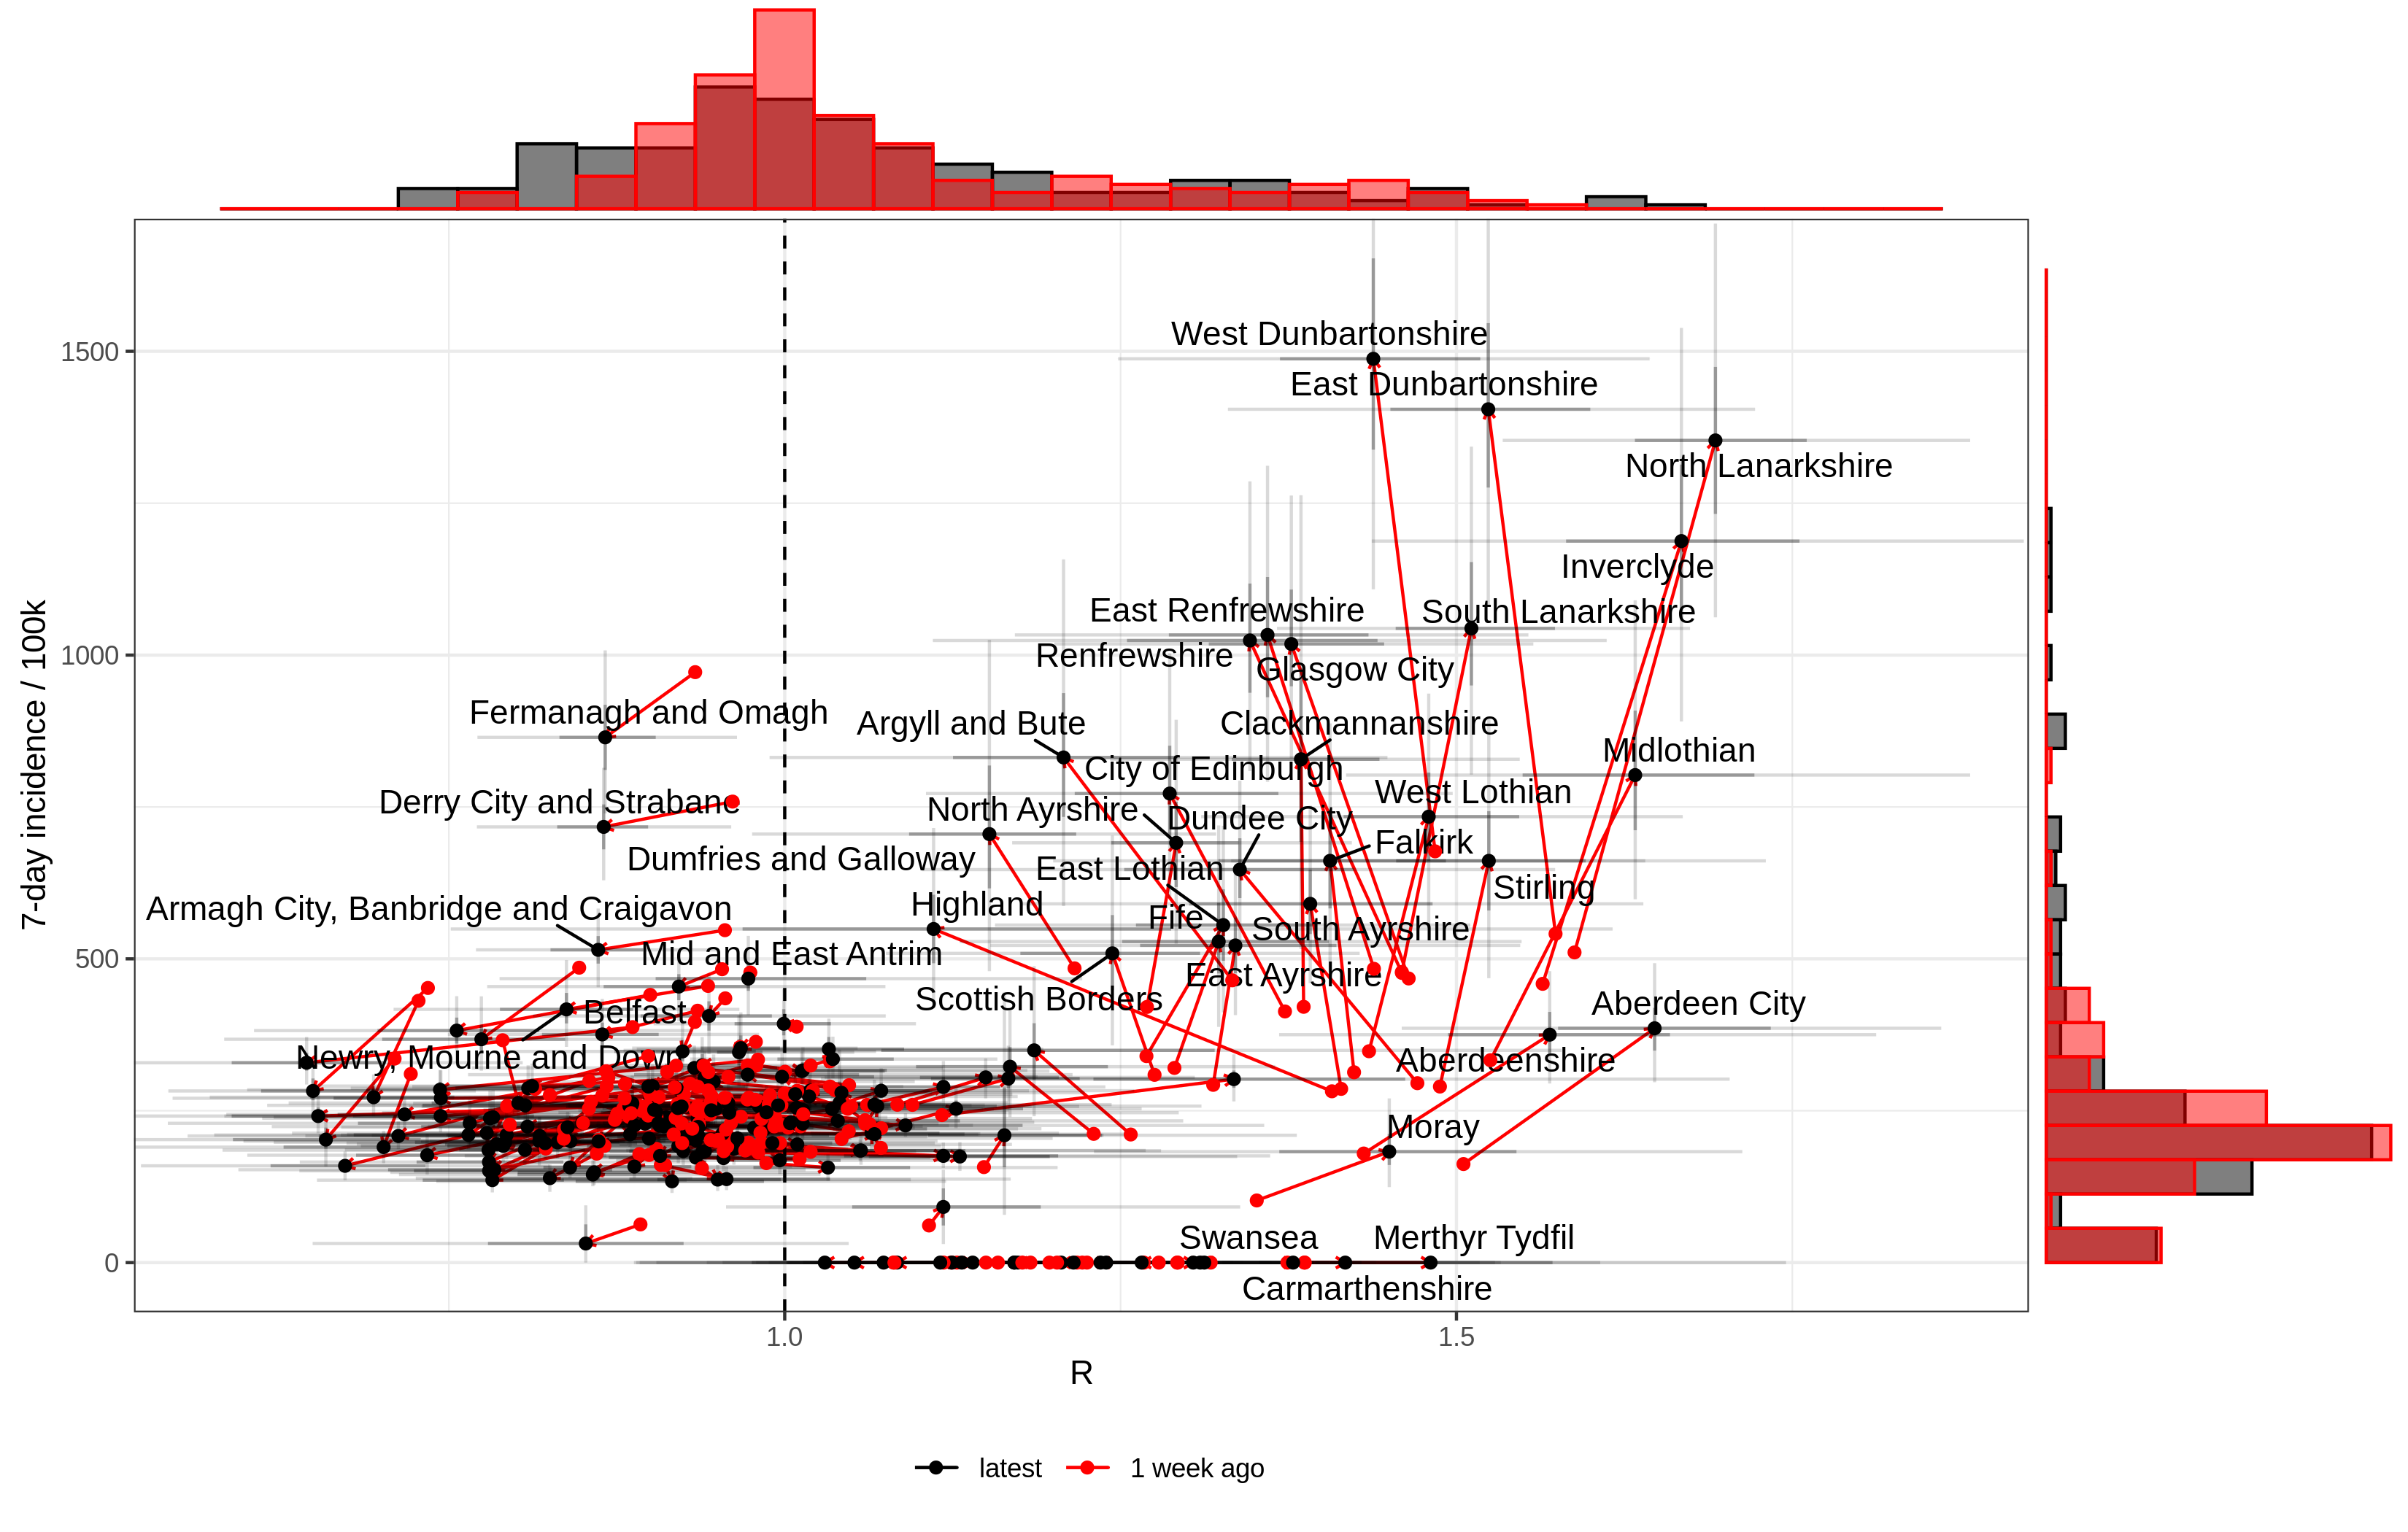 West Dunbartonshire
1500
East Dunbartonshire
North Lanarkshire
Inverclyde
East Renfrewshire
South Lanarkshire
Renfrewshire
1000
Glasgow City
Fermanagh and Omagh
Argyll and Bute
Clackmannanshire
Midlothian
City of Edinburgh
Derry City and Strabane
North Ayrshire
West Lothian
Dundee City
Falkirk
Dumfries and Galloway
East Lothian
Stirling
Armagh City, Banbridge and Craigavon
Highland
Fife
South Ayrshire
Mid and East Antrim
500
East Ayrshire
Scottish Borders
Aberdeen City
Belfast
Newry, Mourne and Down
Aberdeenshire
Moray
Swansea
Merthyr Tydfil
0
Carmarthenshire
7-day incidence / 100k
1.0
1.5
R
latest
1 week ago